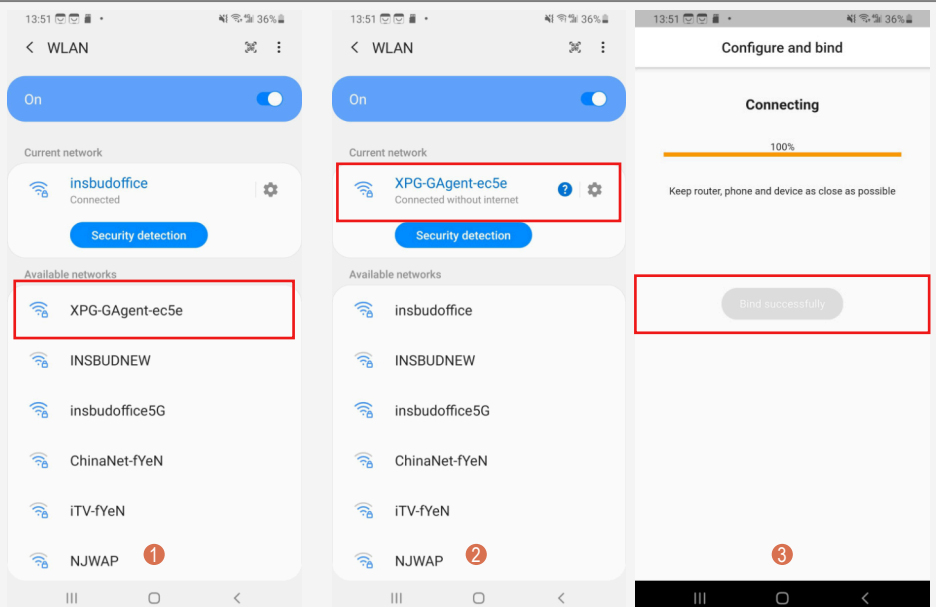 13:51
36%
WLAN
On
Current network
insbudoffice
Connected
Security detection
Available networks
XPG-GAgent-ec5e
INSBUDNEW
insbudoffice5G
ChinaNet-fYeN
iTV-fYeN
NJWAP
1
13:51
36%
WLAN
On
Current network
XPG-GAgent-ec5e
Connected without internet
?
Security detection
Available networks
insbudoffice
INSBUDNEW
insbudoffice5G
ChinaNet-fYeN
iTV-fYeN
NJWAP
2
13:51
36%
Configure and bind
Connecting
100%
Keep router, phone and device as close as possible
Bind successfully
3